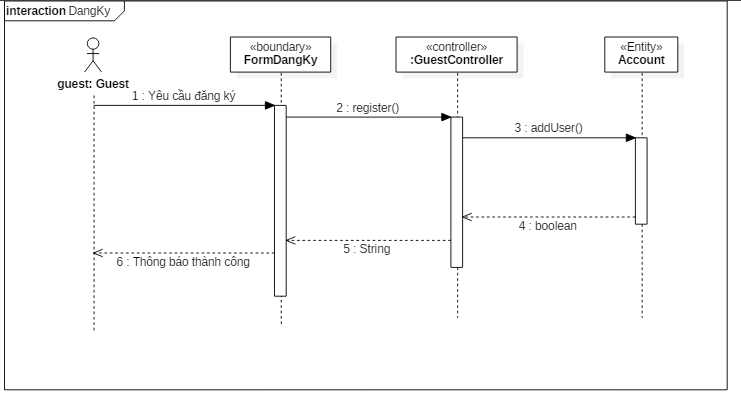 interaction DangKy
«boundary»
FormDangKy
«controller»
:GuestController
«Entity»
Account
guest: Guest
1 : Yêu cầu đăng ký
2 : register()
3 : addUser()
4 : boolean
5 : String
6 : Thông báo thành công